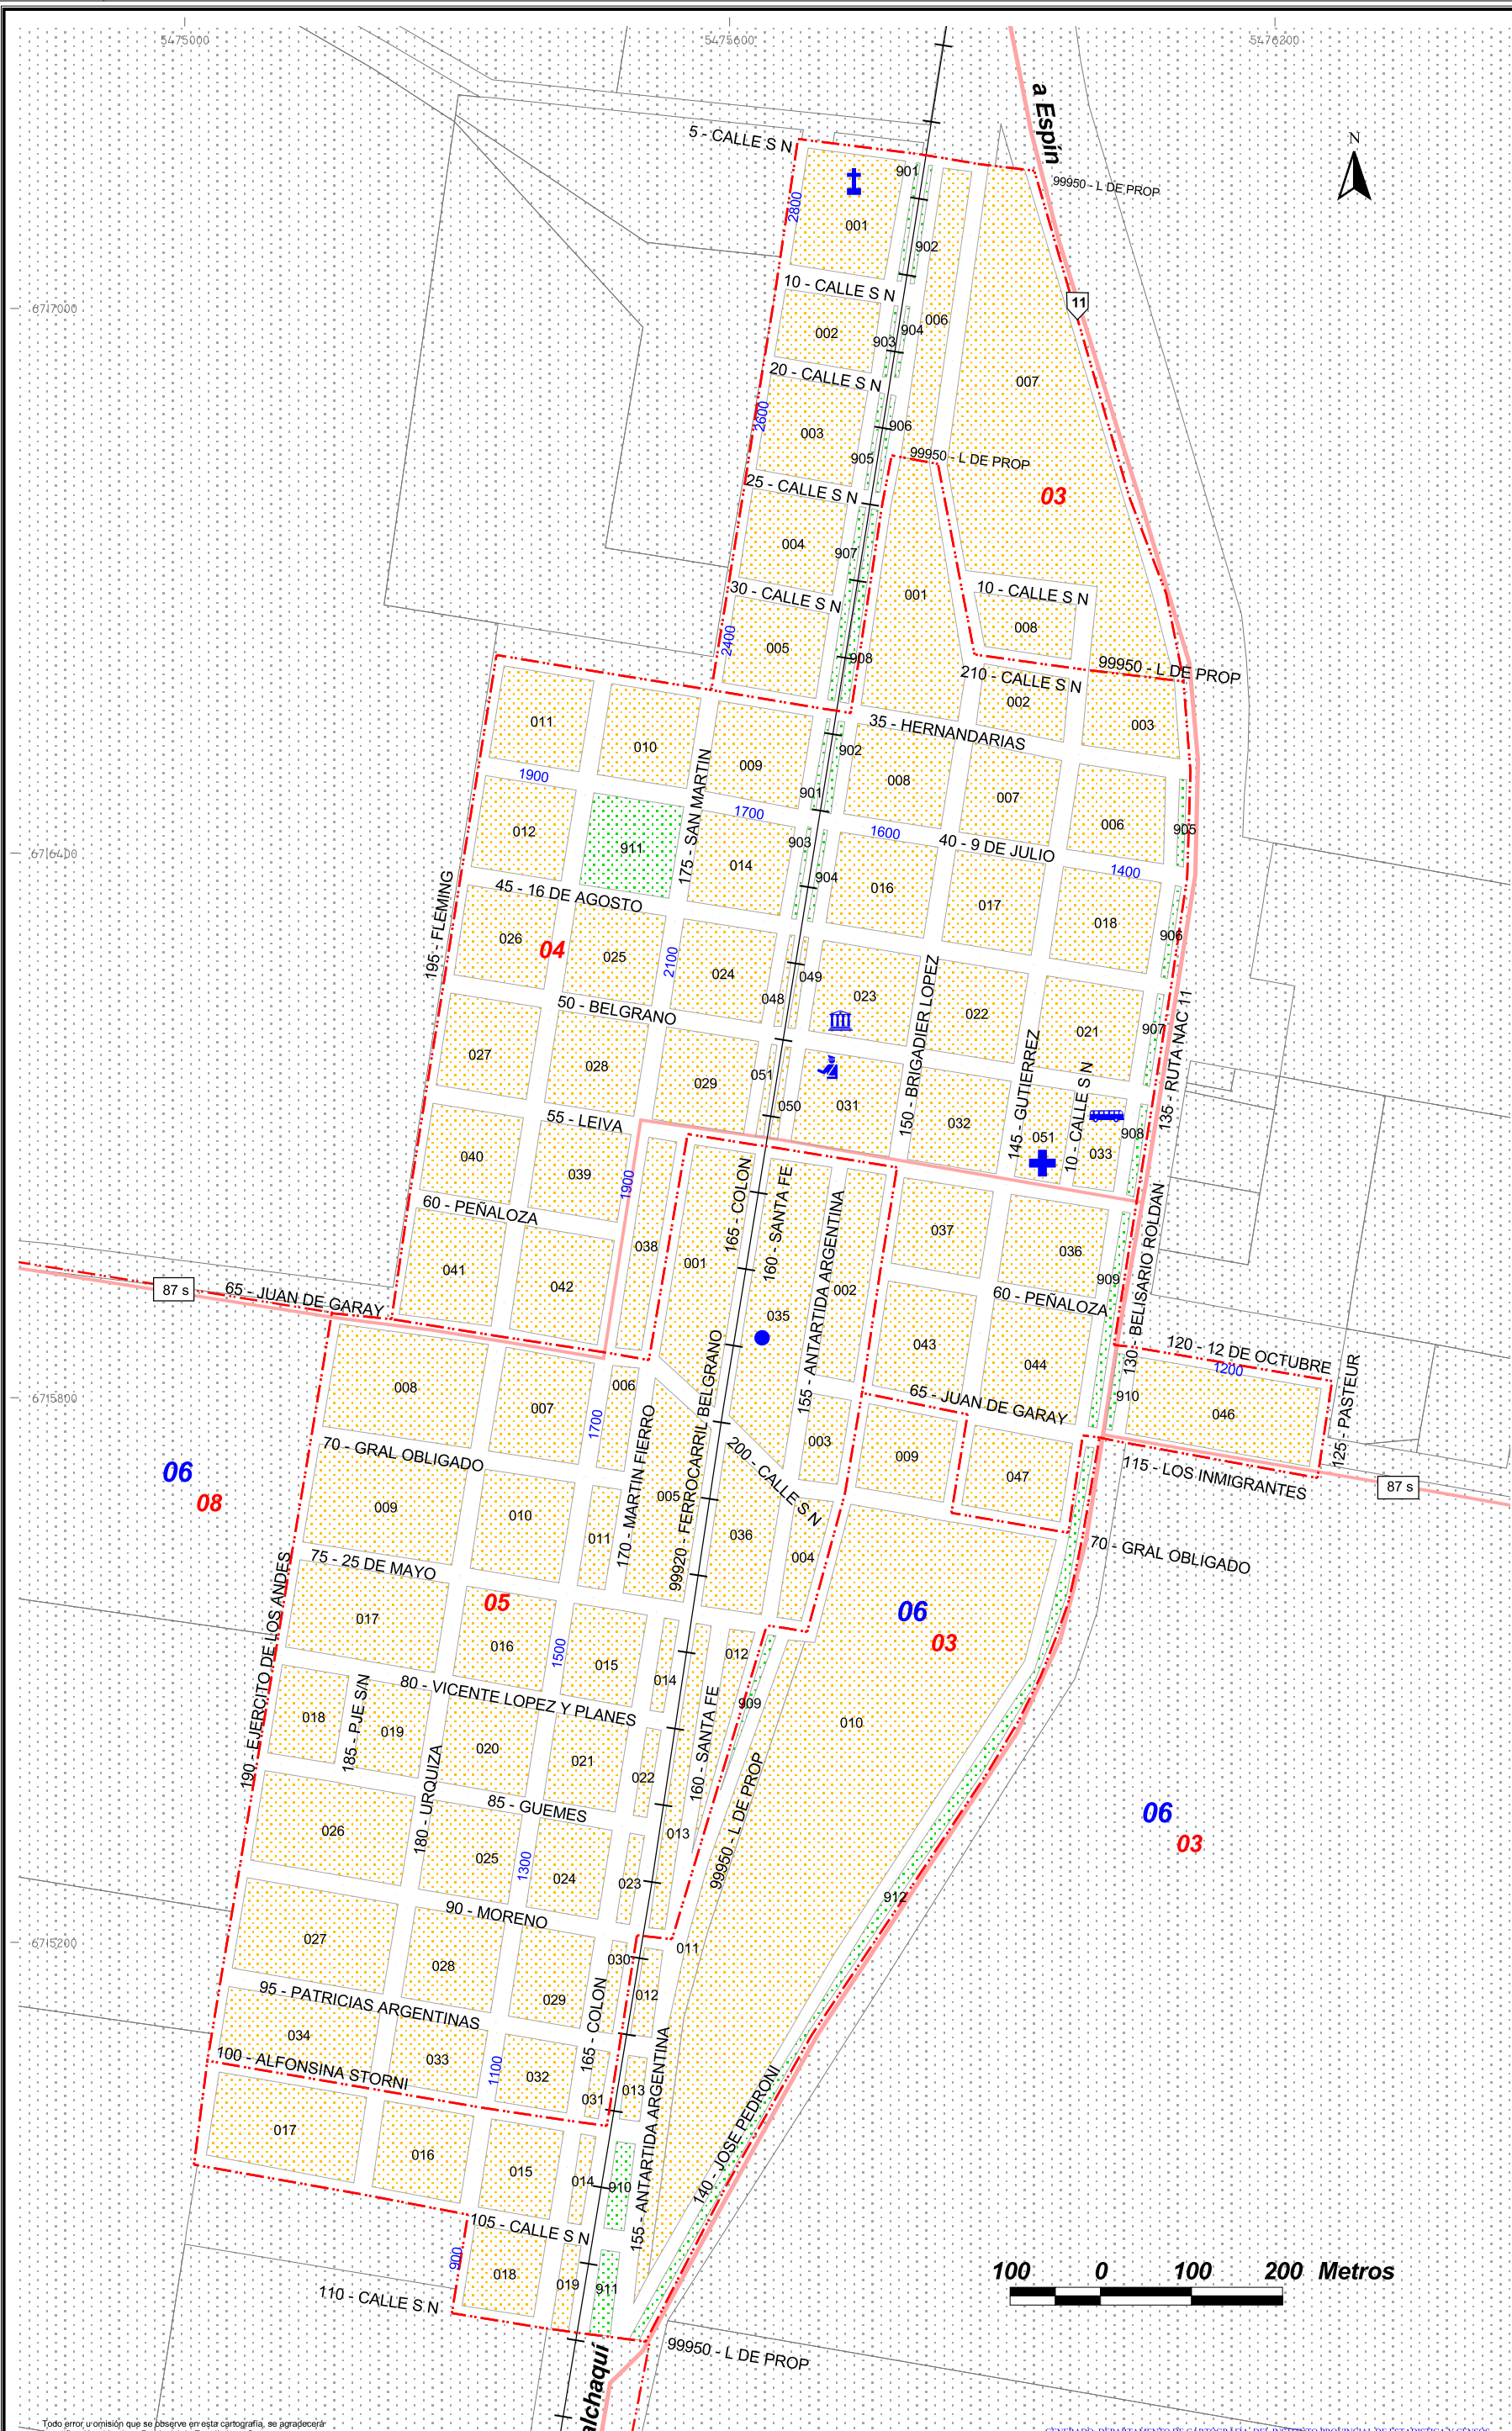 5475000
5475600
5476200
a Espín
N
5 - CALLE S N
99950 - L DE PROP
901
2800
001
902
10 - CALLE S N
11
6717000
006
904
903
002
20 - CALLE S N
007
2600
003
906
905
99950 - L DE PROP
25 - CALLE S N
03
004
907
30 - CALLE S N
001
10 - CALLE S N
008
2400
005
908
99950 - L DE PROP
210 - CALLE S N
002
003
011
010
35 - HERNANDARIAS
009
902
008
1900
175 - SAN MARTIN
901
007
1700
1600
006
905
012
911
903
40 - 9 DE JULIO
6716400
014
1400
904
016
45 - 16 DE AGOSTO
017
018
026
04
906
195 - FLEMING
025
2100
024
049
048
023
50 - BELGRANO
150 - BRIGADIER LOPEZ
022
021
907
135 - RUTA NAC 11
027
028
029
051
050
031
145 - GUTIERREZ
10 - CALLE S N
55 - LEIVA
032
908
051
033
040
039
1900
60 - PEÑALOZA
165 - COLON
160 - SANTA FE
155 - ANTARTIDA ARGENTINA
037
036
130 - BELISARIO ROLDAN
038
001
041
042
002
909
60 - PEÑALOZA
87 s
65 - JUAN DE GARAY
035
043
044
120 - 12 DE OCTUBRE
1200
125 - PASTEUR
008
006
6715800
007
1700
65 - JUAN DE GARAY
910
046
003
70 - GRAL OBLIGADO
170 - MARTIN FIERRO
99920 - FERROCARRIL BELGRANO
200 - CALLE S N
009
047
115 - LOS INMIGRANTES
87 s
06
08
009
010
005
011
036
004
70 - GRAL OBLIGADO
75 - 25 DE MAYO
05
06
03
017
016
1500
015
014
012
190 - EJERCITO DE LOS ANDES
185 - PJE S/N
80 - VICENTE LOPEZ Y PLANES
909
018
019
020
021
022
160 - SANTA FE
010
99950 - L DE PROP
180 - URQUIZA
85 - GUEMES
013
06
03
026
025
1300
024
023
912
90 - MORENO
027
028
6715200
011
030
012
029
95 - PATRICIAS ARGENTINAS
165 - COLON
034
033
100 - ALFONSINA STORNI
1100
032
031
013
155 - ANTARTIDA ARGENTINA
140 - JOSE PEDRONI
017
016
015
014
910
105 - CALLE S N
900
018
019
911
110 - CALLE S N
100 0 100 200 Metros
99950 - L DE PROP
alchaquí
Todo error u omisión que se observe en esta cartografía, se agradecerá